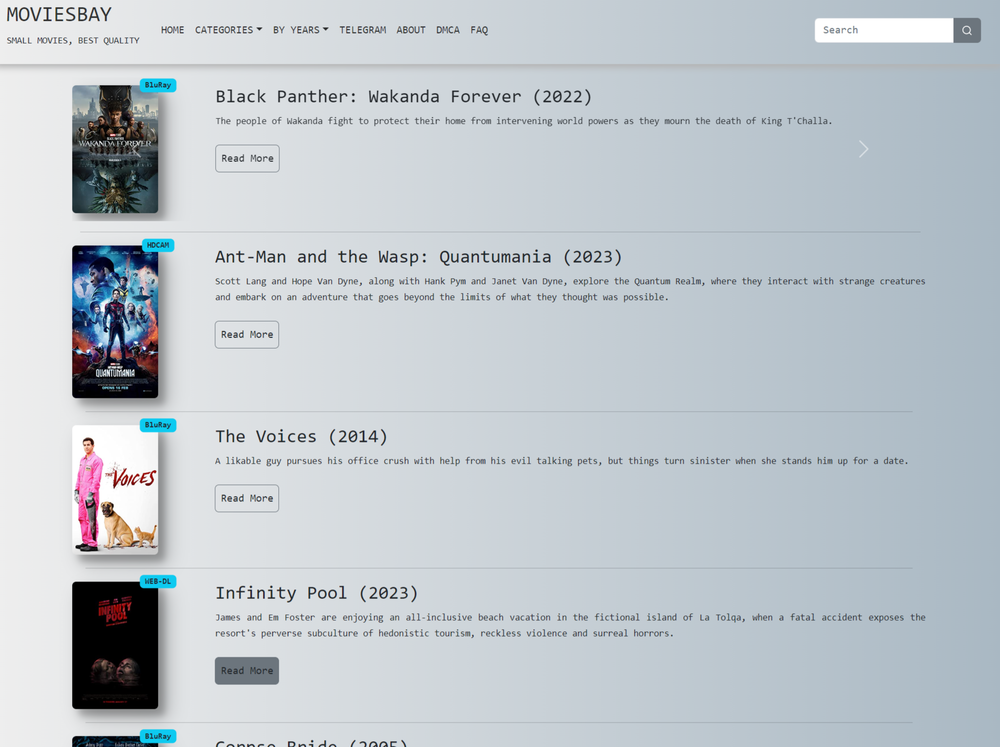 MOVIESBAY
SMALL MOVIES, BEST QUALITY
HOME CATEGORIES BY YEARS TELEGRAM ABOUT DMCA FAQ
Search
BluRay
WAKANDA FOREVER
Black Panther: Wakanda Forever (2022)
The people of Wakanda fight to protect their home from intervening world powers as they mourn the death of King T'Challa.
Read More
HDCAM
QUANTUMANIA
Ant-Man and the Wasp: Quantumania (2023)
Scott Lang and Hope Van Dyne, along with Hank Pym and Janet Van Dyne, explore the Quantum Realm, where they interact with strange creatures
and embark on an adventure that goes beyond the limits of what they thought was possible.
Read More
BluRay
THE VOICES
The Voices (2014)
A likable guy pursues his office crush with help from his evil talking pets, but things turn sinister when she stands him up for a date.
Read More
WEB-DL
INFINITY
POOL
Infinity Pool (2023)
James and Em Foster are enjoying an all-inclusive beach vacation in the fictional island of La Tolqa, when a fatal accident exposes the
resort's perverse subculture of hedonistic tourism, reckless violence and surreal horrors.
Read More
BluRay
Corpse Bride (2005)